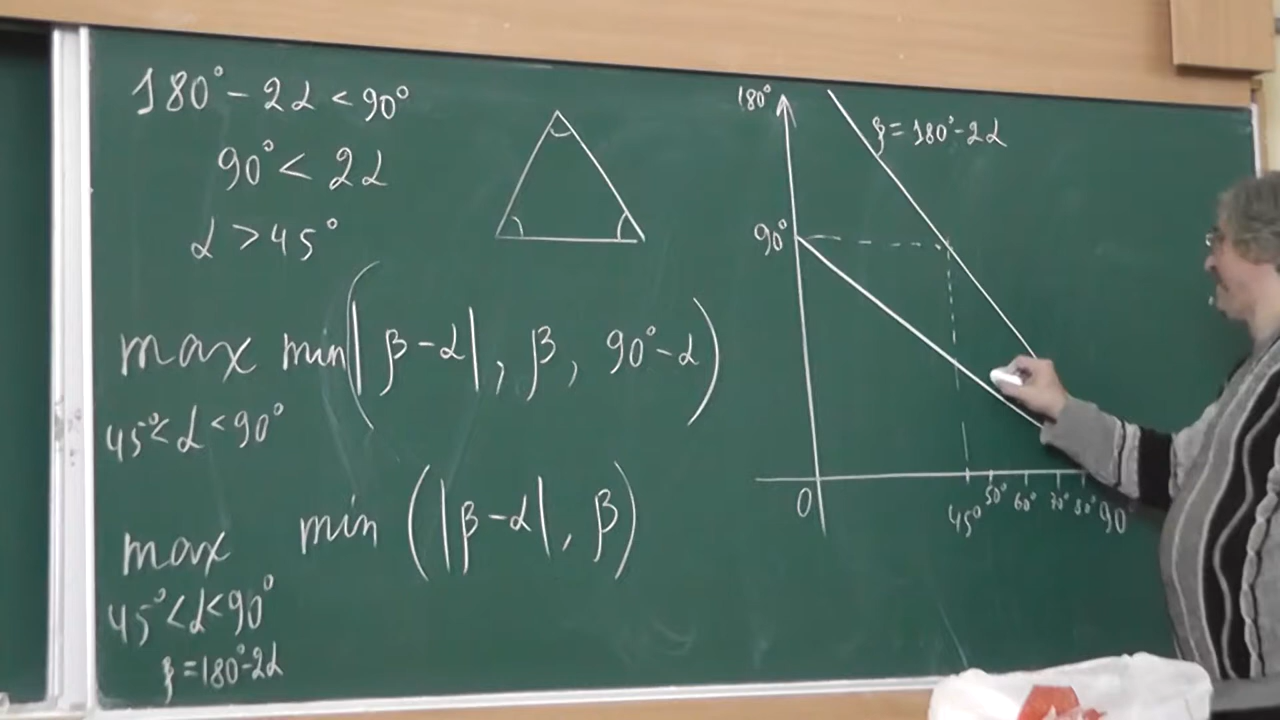 180° - 2α < 90°
90° < 2α
α > 45°
max min(|β - α|, β, 90° - α)
45° < α < 90°
max min (|β - α|, β)
45° < α < 90°
β = 180° - 2α
180°
β = 180° - 2α
90°
0 45° 50° 60° 70° 80° 90°